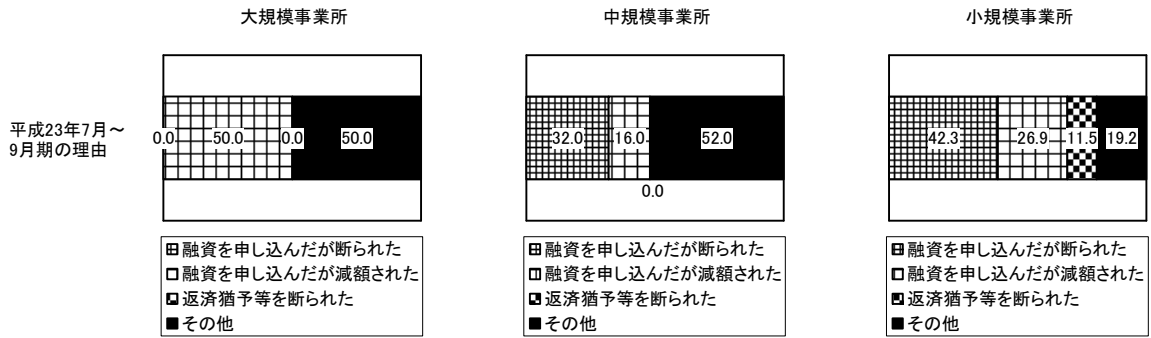 大規模事業所
中規模事業所
小規模事業所
平成23年7月～
9月期の理由
0.0 50.0 0.0 50.0
32.0 16.0 52.0
0.0
42.3 26.9 11.5 19.2
融資を申し込んだが断られた
融資を申し込んだが減額された
返済猶予等を断られた
その他
融資を申し込んだが断られた
融資を申し込んだが減額された
返済猶予等を断られた
その他
融資を申し込んだが断られた
融資を申し込んだが減額された
返済猶予等を断られた
その他